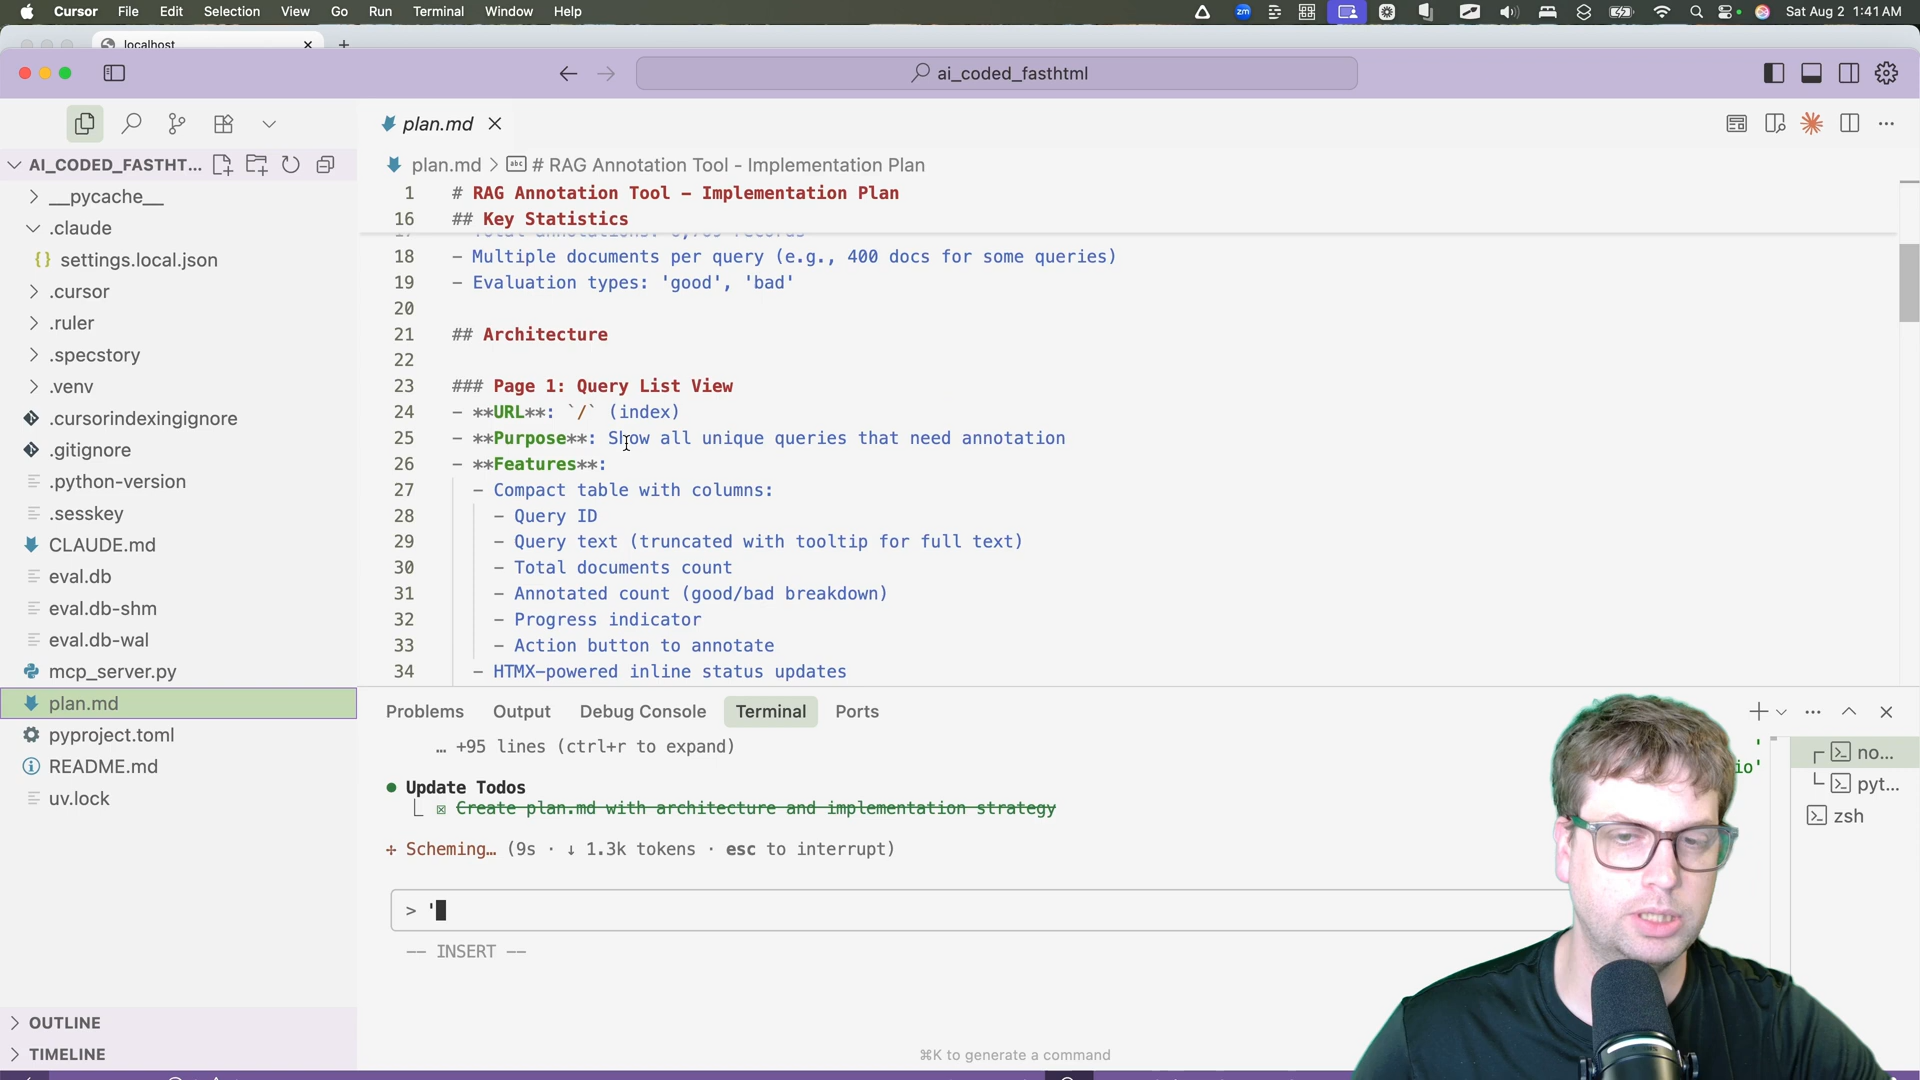 Cursor File Edit Selection View Go Run Terminal Window Help
zm
Sat Aug 2 1:41 AM
localhost
ai_coded_fasthtml
plan.md
AI_CODED_FASTHT...
plan.md > # RAG Annotation Tool - Implementation Plan
__pycache__
.claude
settings.local.json
.cursor
.ruler
.specstory
.venv
.cursorindexingignore
.gitignore
.python-version
.sesskey
CLAUDE.md
eval.db
eval.db-shm
eval.db-wal
mcp_server.py
plan.md
pyproject.toml
README.md
uv.lock
OUTLINE
TIMELINE
1 # RAG Annotation Tool - Implementation Plan
16 ## Key Statistics
18 - Multiple documents per query (e.g., 400 docs for some queries)
19 - Evaluation types: 'good', 'bad'
20
21 ## Architecture
22
23 ### Page 1: Query List View
24 - **URL**: `/` (index)
25 - **Purpose**: Show all unique queries that need annotation
26 - **Features**:
27 - Compact table with columns:
28 - Query ID
29 - Query text (truncated with tooltip for full text)
30 - Total documents count
31 - Annotated count (good/bad breakdown)
32 - Progress indicator
33 - Action button to annotate
34 - HTMX-powered inline status updates
Problems Output Debug Console Terminal Ports
… +95 lines (ctrl+r to expand)
io'
Update Todos
Create plan.md with architecture and implementation strategy
Scheming… (9s · ↓ 1.3k tokens · esc to interrupt)
> '
-- INSERT --
⌘K to generate a command
no...
pyt...
zsh